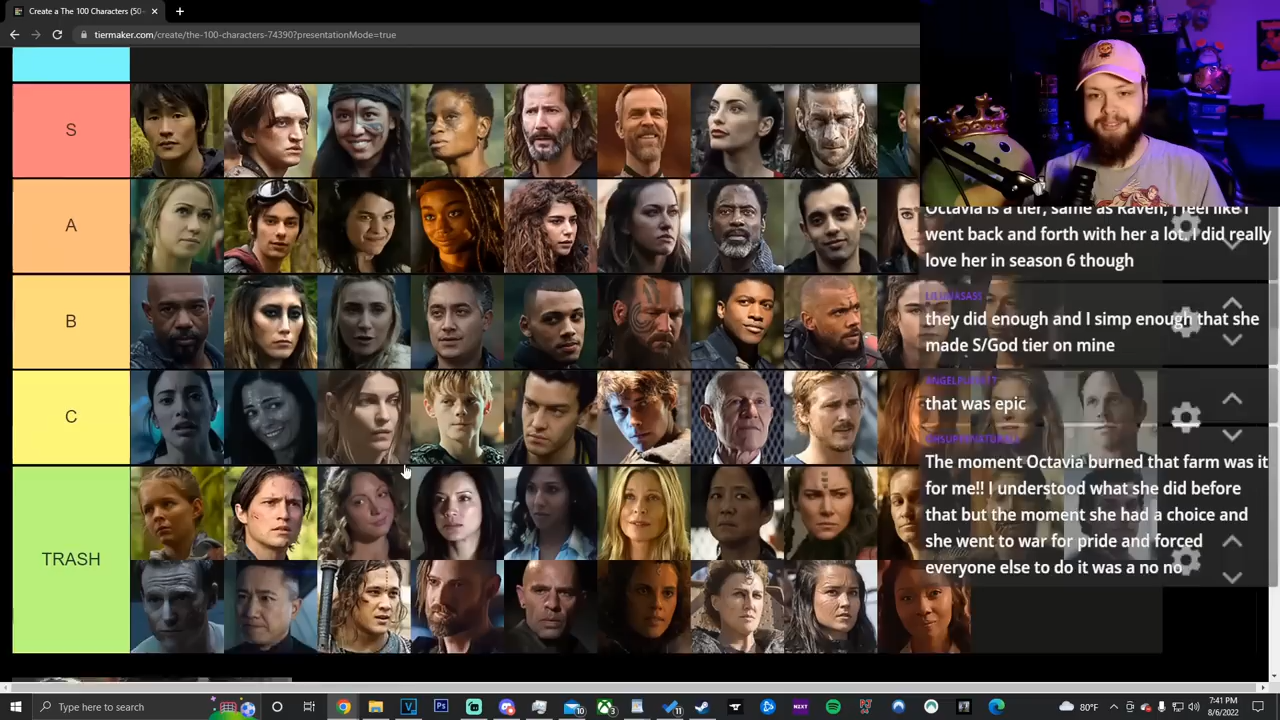 Create a The 100 Characters (50-
tiermaker.com/create/the-100-characters-74390?presentationMode=true
S
A
B
C
TRASH
Octavia is a tier, same as Raven, I feel like I
went back and forth with her a lot. I did really
love her in season 6 though
they did enough and I simp enough that she
made S/God tier on mine
that was epic
The moment Octavia burned that farm was it
for me!! I understood what she did before
that but the moment she had a choice and
she went to war for pride and forced
everyone else to do it was a no no
Type here to search
80°F
7:41 PM
8/6/2022